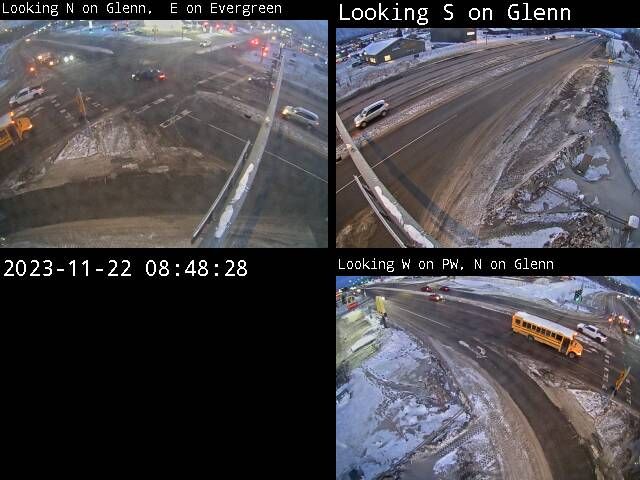 Looking N on Glenn, E on Evergreen
Looking S on Glenn
2023-11-22 08:48:28
Looking W on PW, N on Glenn